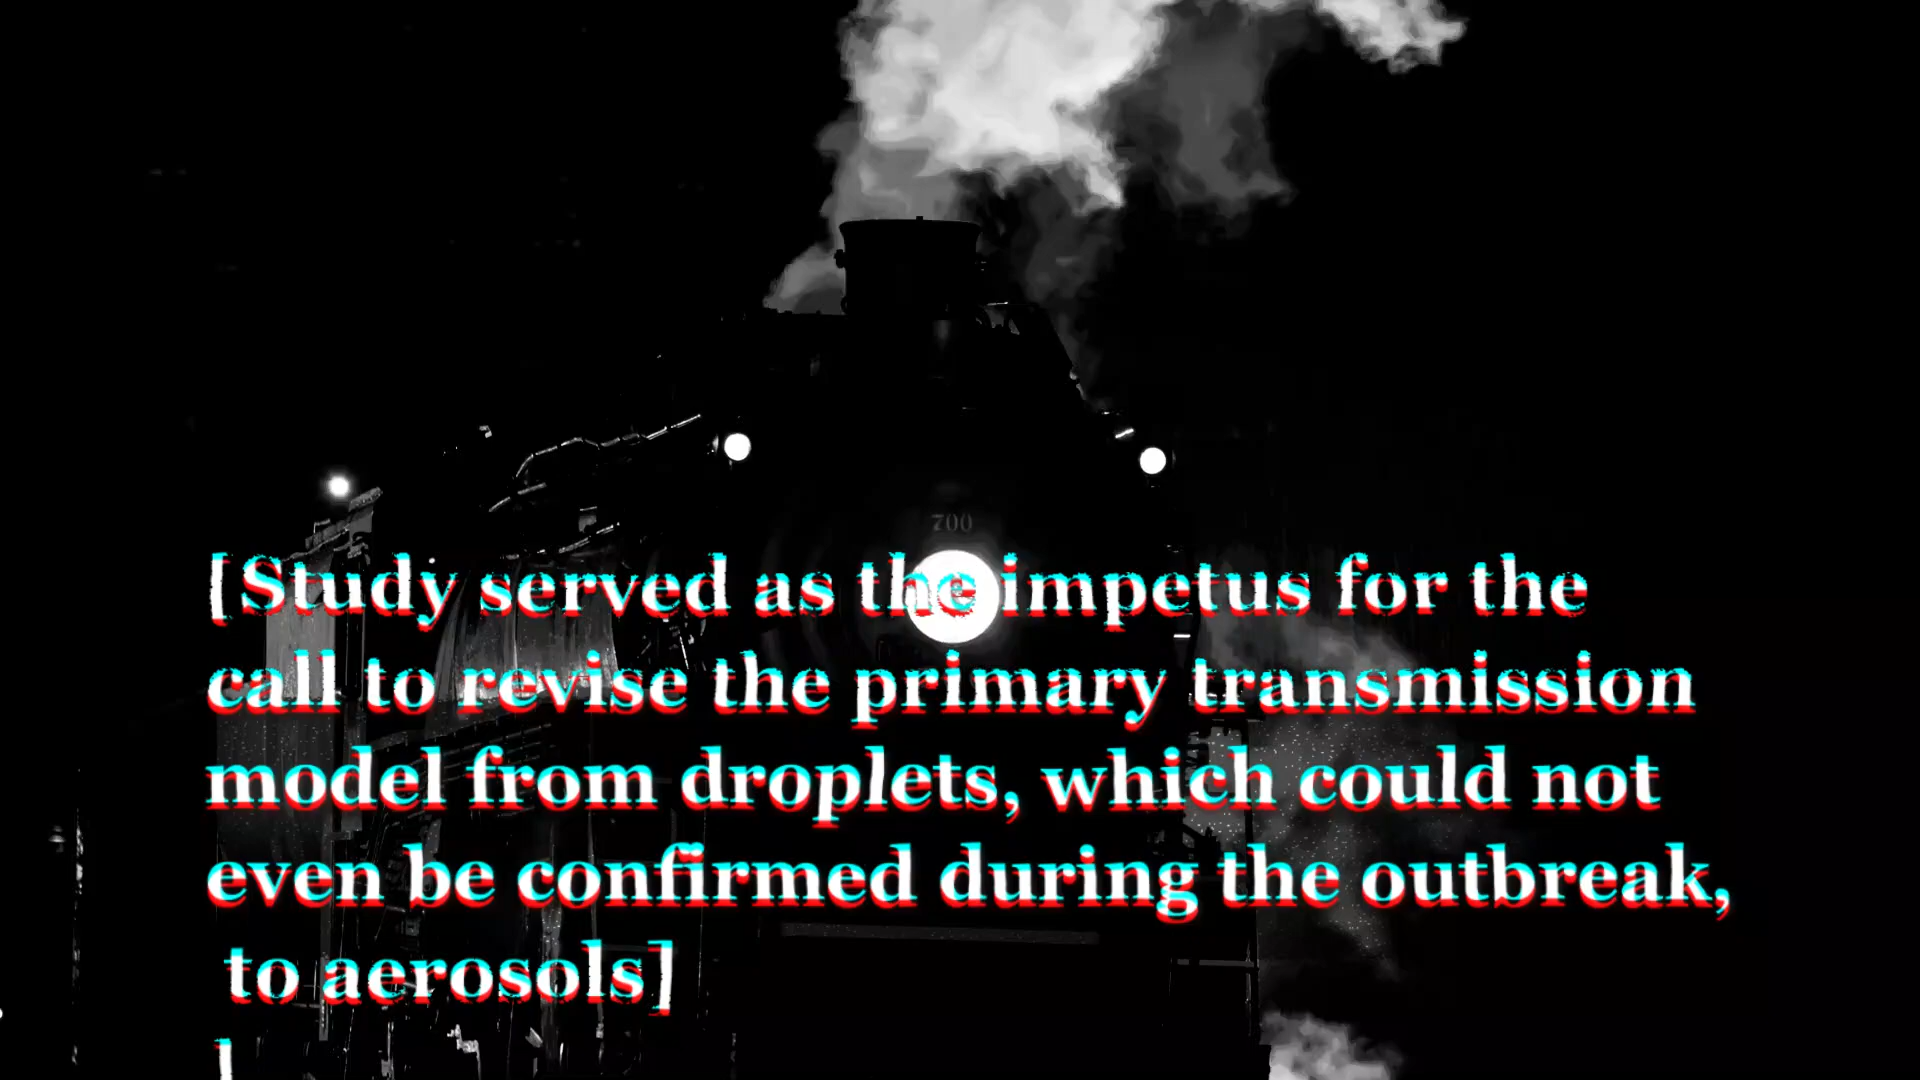 700
[Study served as the impetus for the
call to revise the primary transmission
model from droplets, which could not
even be confirmed during the outbreak,
to aerosols]